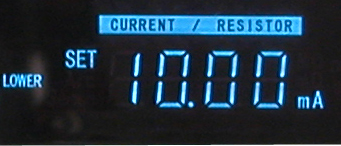 CURRENT / RESISTOR
SET
LOWER
10.00 mA